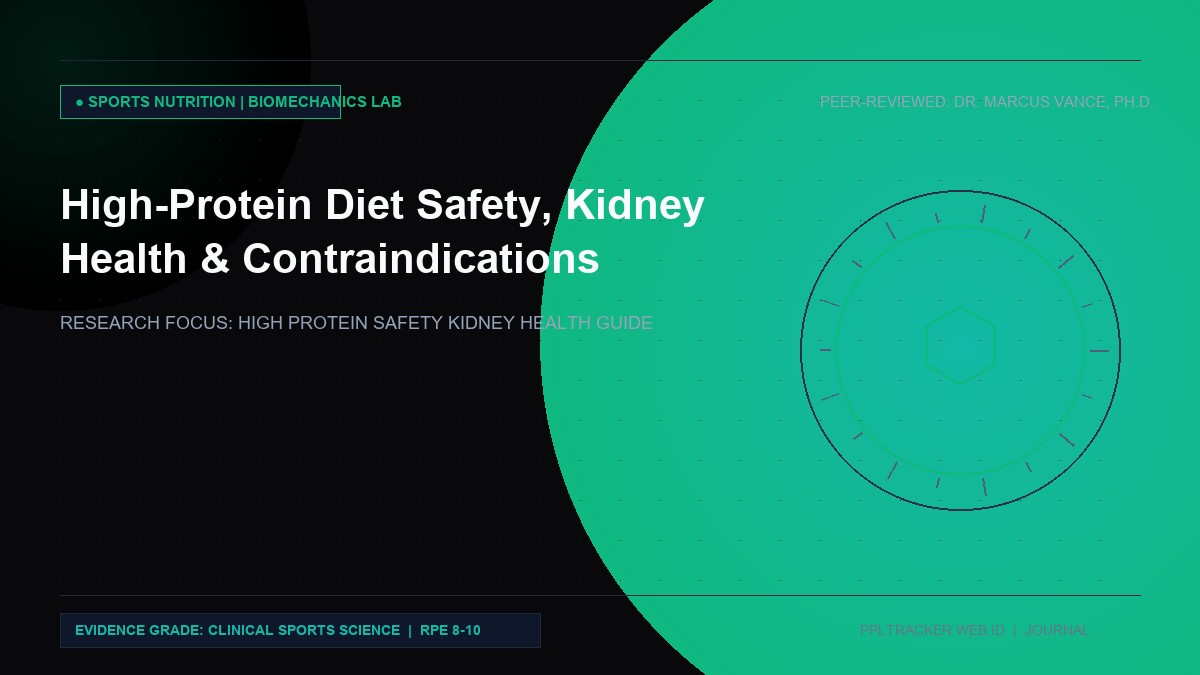 ● SPORTS NUTRITION | BIOMECHANICS LAB
PEER-REVIEWED: DR. MARCUS VANCE, PH.D.
High-Protein Diet Safety, Kidney
Health & Contraindications
RESEARCH FOCUS: HIGH PROTEIN SAFETY KIDNEY HEALTH GUIDE
EVIDENCE GRADE: CLINICAL SPORTS SCIENCE | RPE 8-10
PPLTRACKER WEB ID | JOURNAL